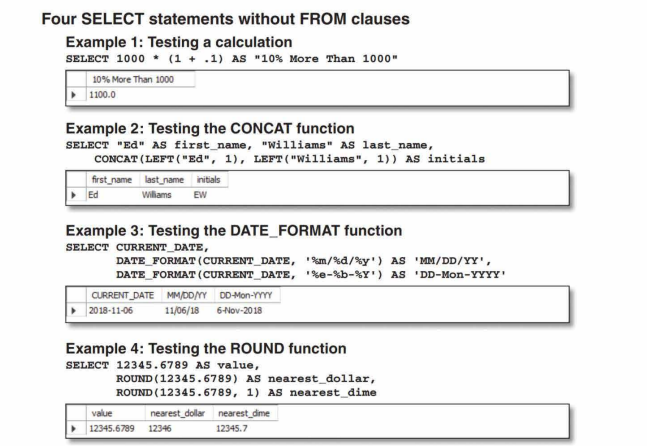 Four SELECT statements without FROM clauses
Example 1: Testing a calculation
SELECT 1000 * (1 + .1) AS "10% More Than 1000"
10% More Than 1000
1100.0
Example 2: Testing the CONCAT function
SELECT "Ed" AS first_name, "Williams" AS last_name,
CONCAT(LEFT("Ed", 1), LEFT("Williams", 1)) AS initials
first_name last_name initials
Ed Williams EW
Example 3: Testing the DATE_FORMAT function
SELECT CURRENT_DATE,
DATE_FORMAT(CURRENT_DATE, '%m/%d/%y') AS 'MM/DD/YY',
DATE_FORMAT(CURRENT_DATE, '%e-%b-%Y') AS 'DD-Mon-YYYY'
CURRENT_DATE MM/DD/YY DD-Mon-YYYY
2018-11-06 11/06/18 6-Nov-2018
Example 4: Testing the ROUND function
SELECT 12345.6789 AS value,
ROUND(12345.6789) AS nearest_dollar,
ROUND(12345.6789, 1) AS nearest_dime
value nearest_dollar nearest_dime
12345.6789 12346 12345.7